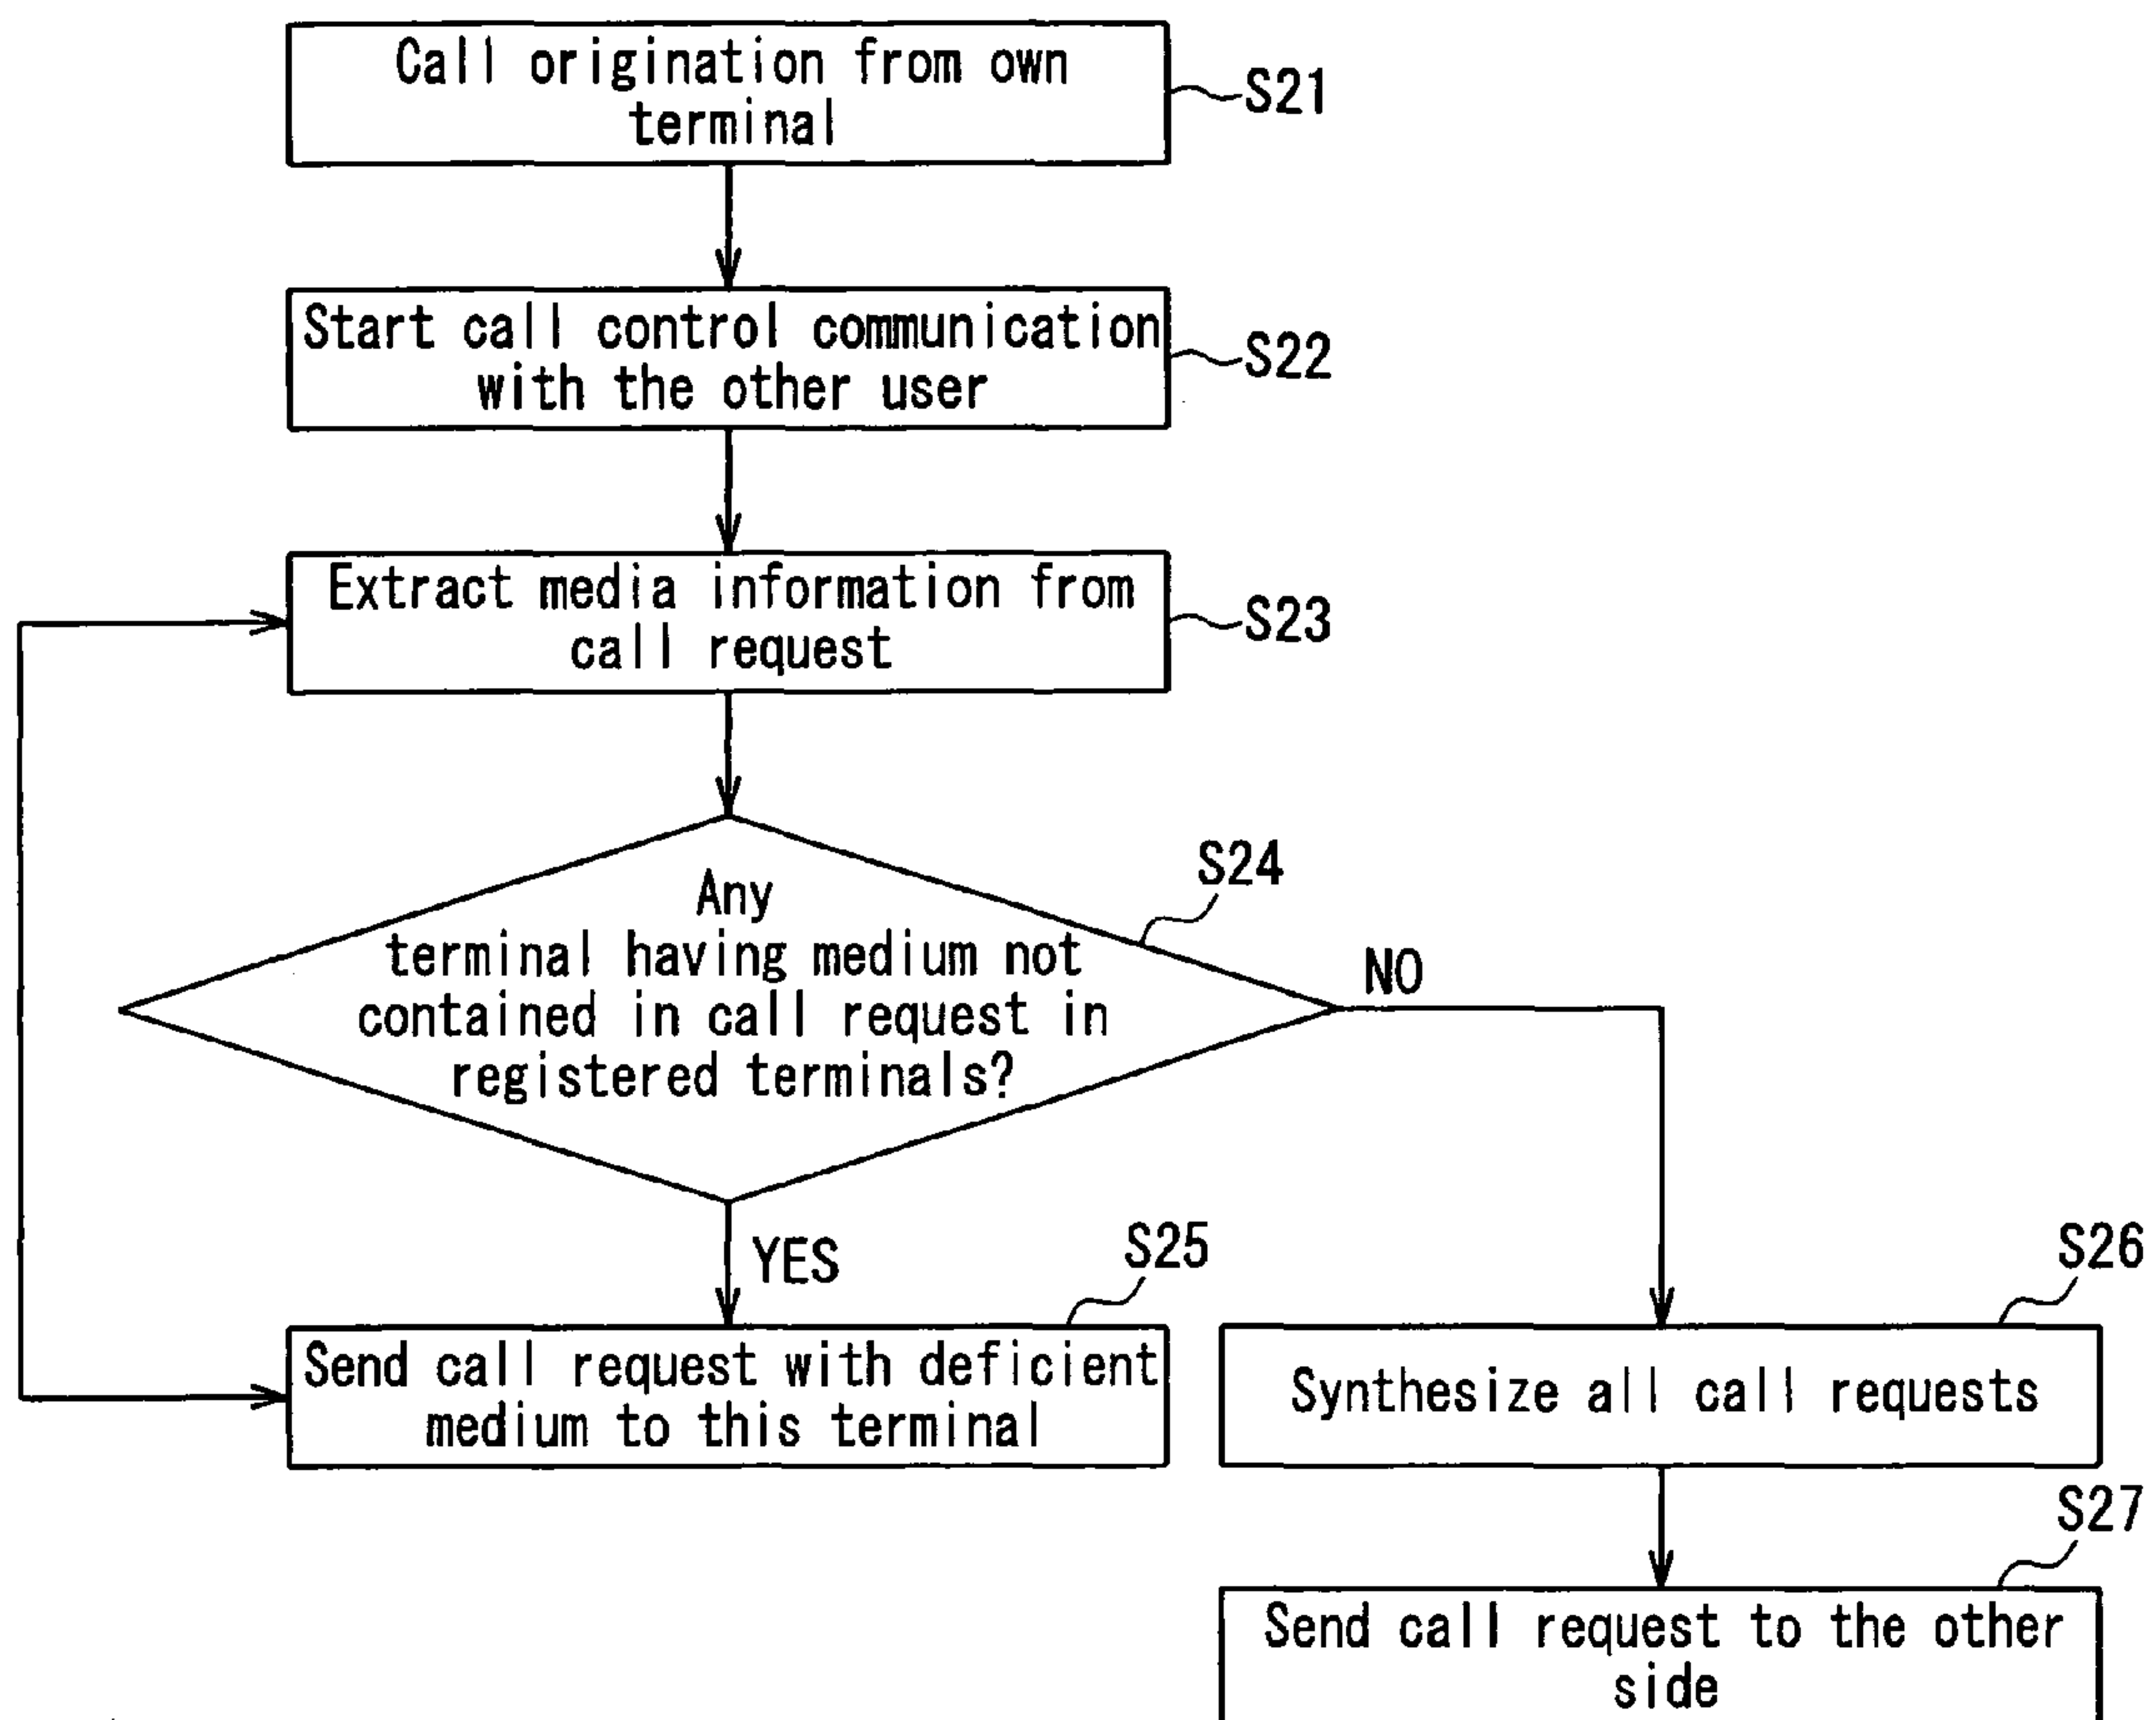 Call origination from own
terminal
S21
Start call control communication
with the other user
S22
Extract media information from
call request
S23
S24
Any
terminal having medium not
contained in call request in
registered terminals?
NO
YES
S25
Send call request with deficient
medium to this terminal
S26
Synthesize all call requests
S27
Send call request to the other
side